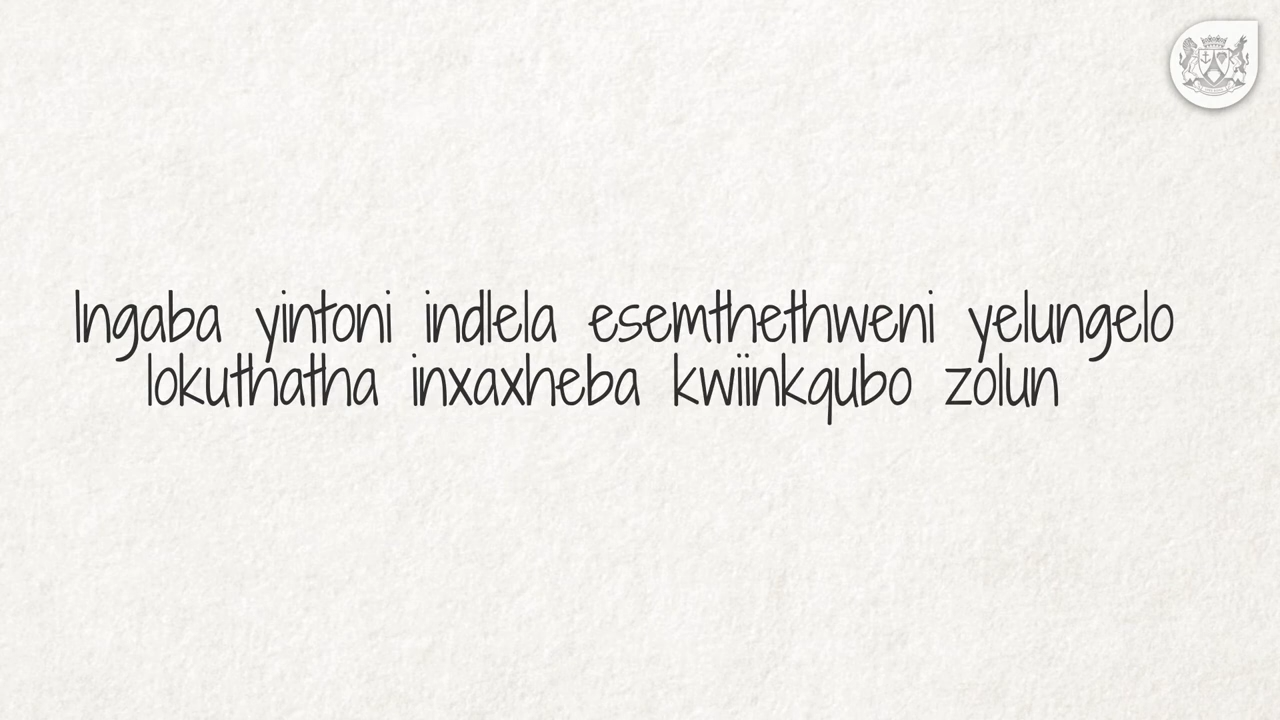 Ingaba yintoni indlela esemthethweni yelungelo
lokuthatha inxaxheba kwiinkqubo zolun